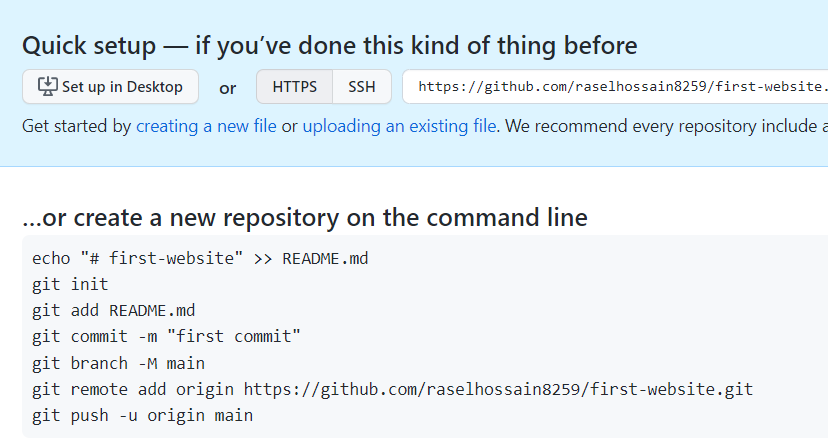 Quick setup — if you’ve done this kind of thing before
Set up in Desktop or HTTPS SSH https://github.com/raselhossain8259/first-website.
Get started by creating a new file or uploading an existing file. We recommend every repository include a
…or create a new repository on the command line
echo "# first-website" >> README.md
git init
git add README.md
git commit -m "first commit"
git branch -M main
git remote add origin https://github.com/raselhossain8259/first-website.git
git push -u origin main